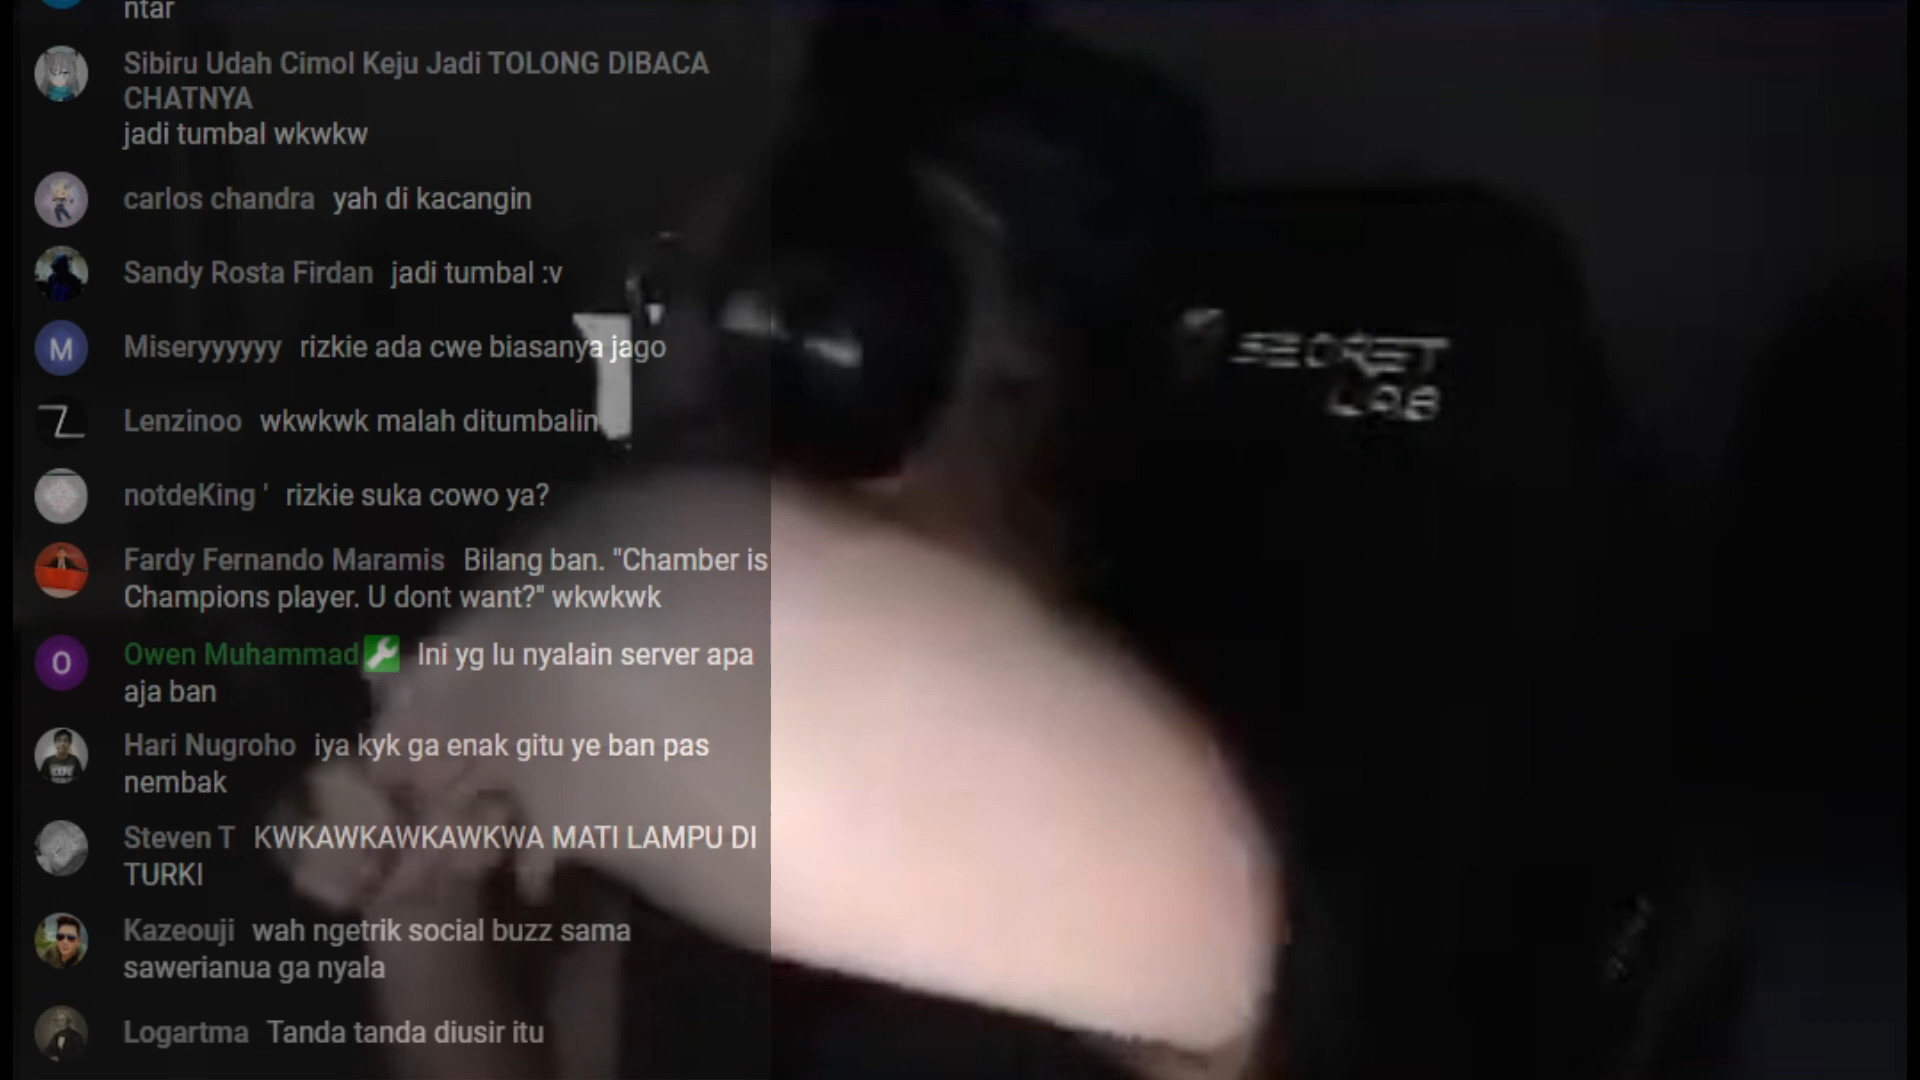 ntar
Sibiru Udah Cimol Keju Jadi TOLONG DIBACA
CHATNYA
jadi tumbal wkwkw
carlos chandra yah di kacangin
Sandy Rosta Firdan jadi tumbal :v
M Miseryyyyyy rizkie ada cwe biasanya jago
Lenzinoo wkwkwk malah ditumbalin
notdeKing ' rizkie suka cowo ya?
Fardy Fernando Maramis Bilang ban. "Chamber is
Champions player. U dont want?" wkwkwk
O Owen Muhammad Ini yg lu nyalain server apa
aja ban
Hari Nugroho iya kyk ga enak gitu ye ban pas
nembak
Steven T KWKAWKAWKAWKWA MATI LAMPU DI
TURKI
Kazeouji wah ngetrik social buzz sama
sawerianua ga nyala
Logartma Tanda tanda diusir itu
SECRET
LAB